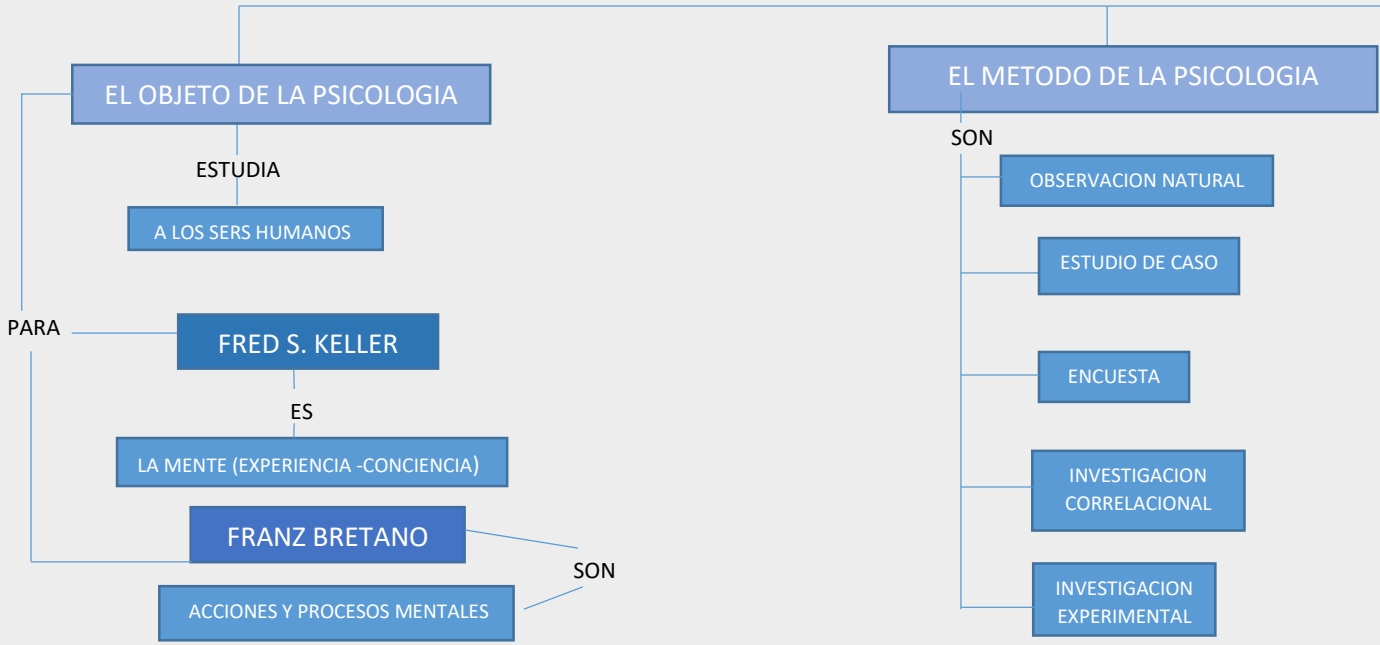 EL OBJETO DE LA PSICOLOGIA
ESTUDIA
A LOS SERS HUMANOS
PARA
FRED S. KELLER
ES
LA MENTE (EXPERIENCIA -CONCIENCIA)
FRANZ BRETANO
SON
ACCIONES Y PROCESOS MENTALES
EL METODO DE LA PSICOLOGIA
SON
OBSERVACION NATURAL
ESTUDIO DE CASO
ENCUESTA
INVESTIGACION
CORRELACIONAL
INVESTIGACION
EXPERIMENTAL